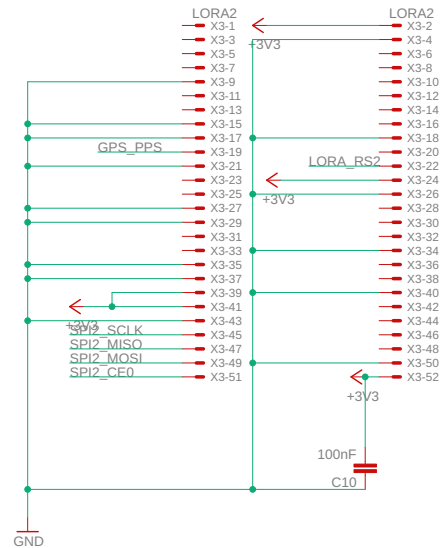 LORA2
X3-1
X3-3
X3-5
X3-7
X3-9
X3-11
X3-13
X3-15
X3-17
GPS_PPS
X3-19
X3-21
X3-23
X3-25
X3-27
X3-29
X3-31
X3-33
X3-35
X3-37
X3-39
X3-41
+3V3
X3-43
SPI2_SCLK
X3-45
SPI2_MISO
X3-47
SPI2_MOSI
X3-49
SPI2_CE0
X3-51
GND
LORA2
X3-2
+3V3
X3-4
X3-6
X3-8
X3-10
X3-12
X3-14
X3-16
X3-18
X3-20
LORA_RS2
X3-22
X3-24
+3V3
X3-26
X3-28
X3-30
X3-32
X3-34
X3-36
X3-38
X3-40
X3-42
X3-44
X3-46
X3-48
X3-50
X3-52
+3V3
100nF
C10